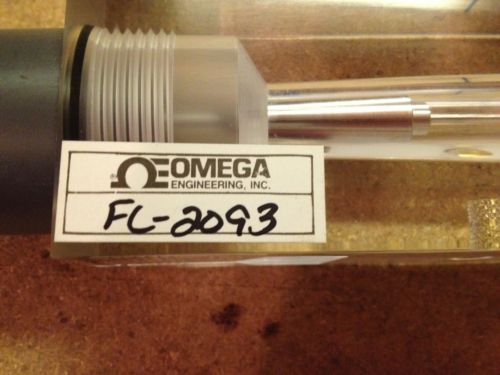 OMEGA
ENGINEERING, INC.
FL-2093